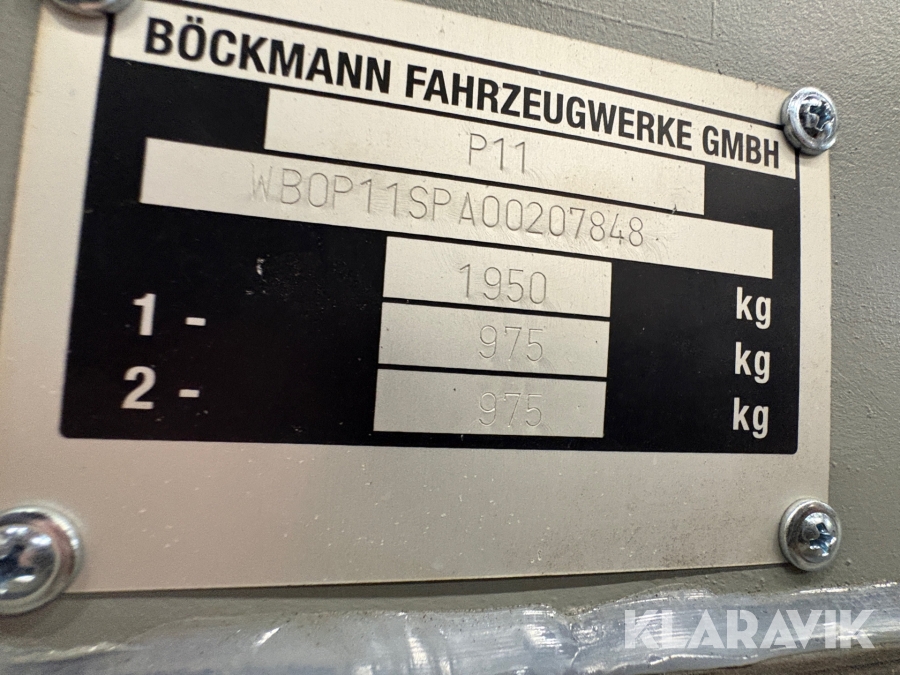 BÖCKMANN FAHRZEUGWERKE GMBH
P11
WB0P11SPA00207848
1950 kg
1 - 975 kg
2 - 975 kg
KLARAVIK